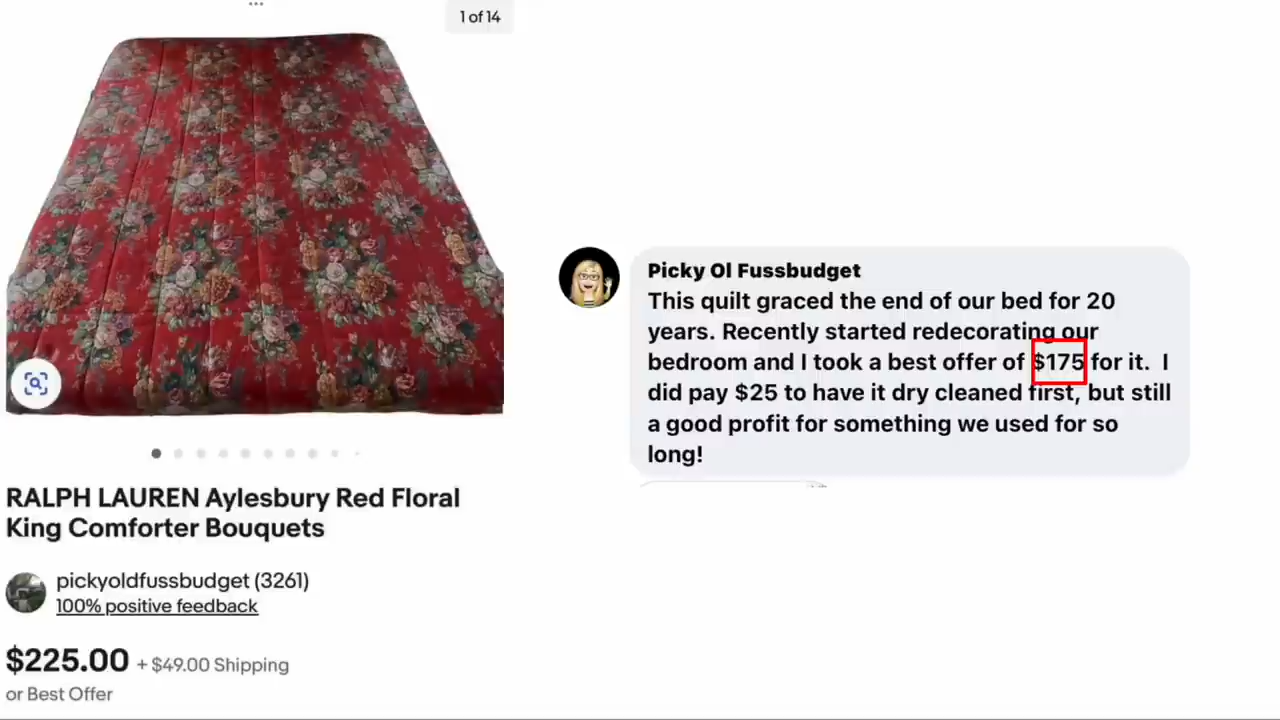 1 of 14
RALPH LAUREN Aylesbury Red Floral
King Comforter Bouquets
pickyoldfussbudget (3261)
100% positive feedback
$225.00 + $49.00 Shipping
or Best Offer
Picky Ol Fussbudget
This quilt graced the end of our bed for 20
years. Recently started redecorating our
bedroom and I took a best offer of $175 for it. I
did pay $25 to have it dry cleaned first, but still
a good profit for something we used for so
long!